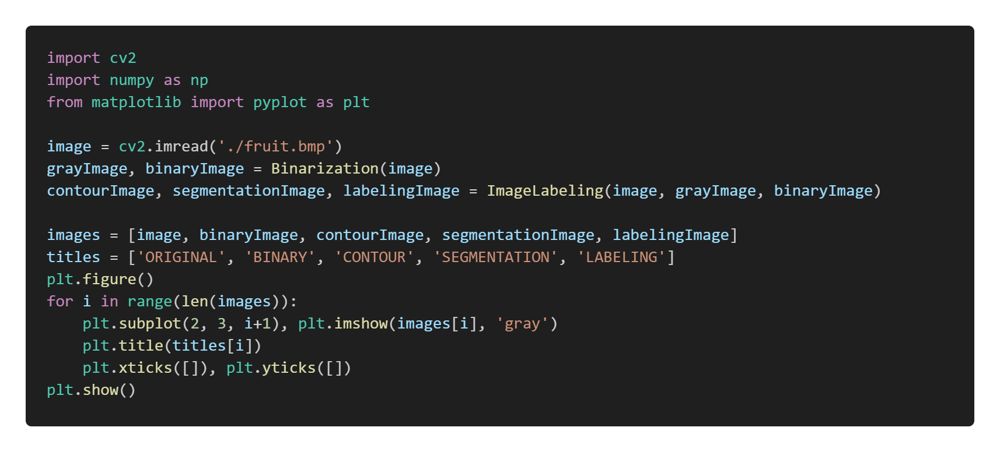 import cv2
import numpy as np
from matplotlib import pyplot as plt

image = cv2.imread('./fruit.bmp')
grayImage, binaryImage = Binarization(image)
contourImage, segmentationImage, labelingImage = ImageLabeling(image, grayImage, binaryImage)

images = [image, binaryImage, contourImage, segmentationImage, labelingImage]
titles = ['ORIGINAL', 'BINARY', 'CONTOUR', 'SEGMENTATION', 'LABELING']
plt.figure()
for i in range(len(images)):
    plt.subplot(2, 3, i+1), plt.imshow(images[i], 'gray')
    plt.title(titles[i])
    plt.xticks([]), plt.yticks([])
plt.show()